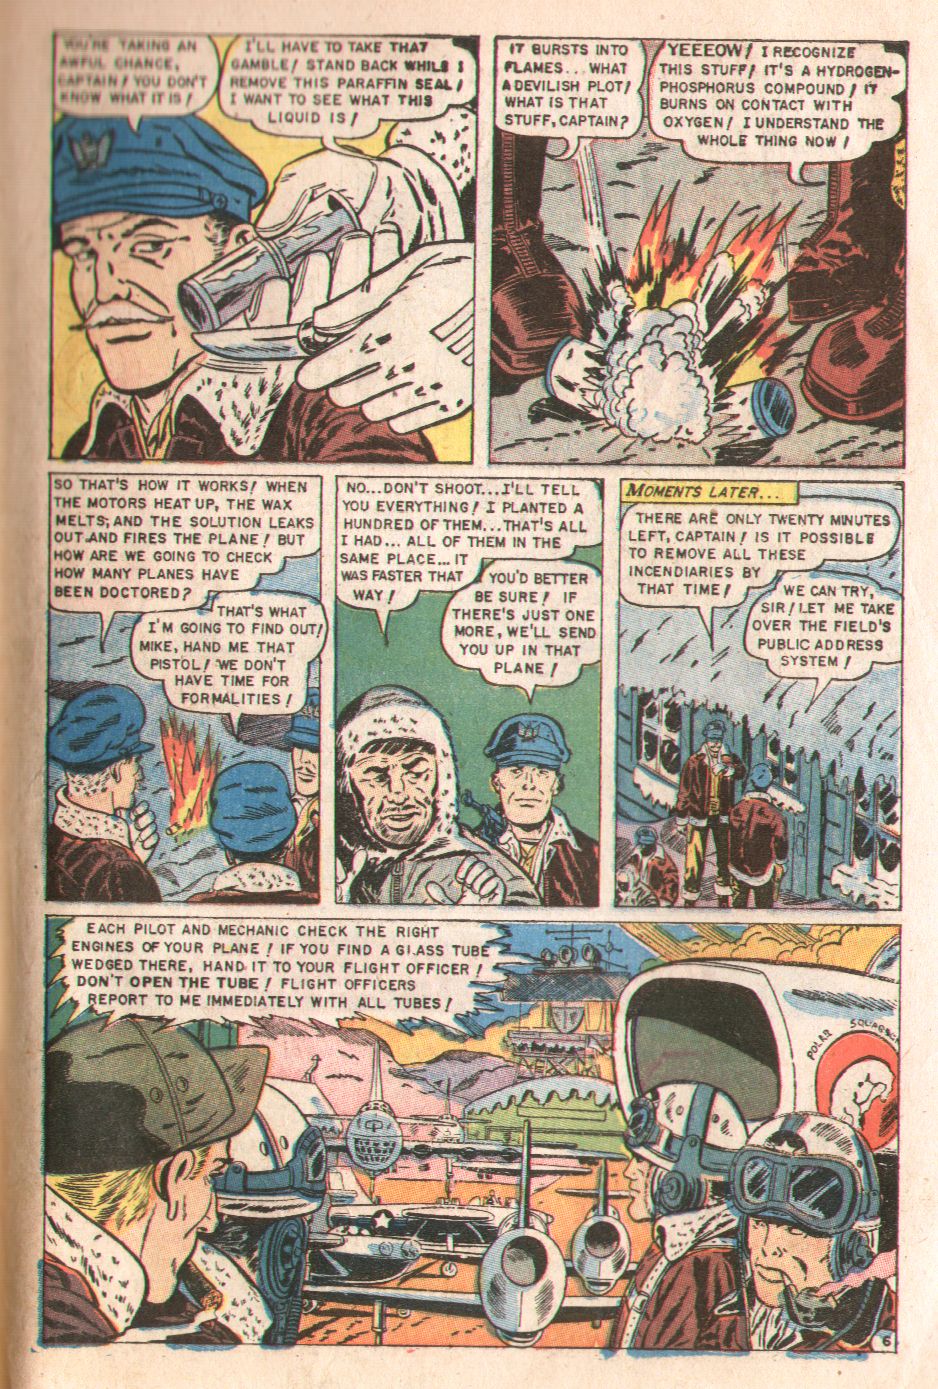 YOU'RE TAKING AN
AWFUL CHANCE,
CAPTAIN! YOU DON'T
KNOW WHAT IT IS!
I'LL HAVE TO TAKE THAT
GAMBLE! STAND BACK WHILE I
REMOVE THIS PARAFFIN SEAL!
I WANT TO SEE WHAT THIS
LIQUID IS!
IT BURSTS INTO
FLAMES... WHAT
A DEVILISH PLOT!
WHAT IS THAT
STUFF, CAPTAIN?
YEEEOW! I RECOGNIZE
THIS STUFF! IT'S A HYDROGEN-
PHOSPHORUS COMPOUND! IT
BURNS ON CONTACT WITH
OXYGEN! I UNDERSTAND THE
WHOLE THING NOW!
SO THAT'S HOW IT WORKS! WHEN
THE MOTORS HEAT UP, THE WAX
MELTS; AND THE SOLUTION LEAKS
OUT AND FIRES THE PLANE! BUT
HOW ARE WE GOING TO CHECK
HOW MANY PLANES HAVE
BEEN DOCTORED?
THAT'S WHAT
I'M GOING TO FIND OUT!
MIKE, HAND ME THAT
PISTOL! WE DON'T
HAVE TIME FOR
FORMALITIES!
NO...DON'T SHOOT...I'LL TELL
YOU EVERYTHING! I PLANTED A
HUNDRED OF THEM...THAT'S ALL
I HAD... ALL OF THEM IN THE
SAME PLACE...IT
WAS FASTER THAT
WAY!
YOU'D BETTER
BE SURE! IF
THERE'S JUST ONE
MORE, WE'LL SEND
YOU UP IN THAT
PLANE!
MOMENTS LATER...
THERE ARE ONLY TWENTY MINUTES
LEFT, CAPTAIN! IS IT POSSIBLE
TO REMOVE ALL THESE
INCENDIARIES BY
THAT TIME!
WE CAN TRY,
SIR! LET ME TAKE
OVER THE FIELD'S
PUBLIC ADDRESS
SYSTEM!
EACH PILOT AND MECHANIC CHECK THE RIGHT
ENGINES OF YOUR PLANE! IF YOU FIND A GLASS TUBE
WEDGED THERE, HAND IT TO YOUR FLIGHT OFFICER!
DON'T OPEN THE TUBE! FLIGHT OFFICERS
REPORT TO ME IMMEDIATELY WITH ALL TUBES!
POLAR
6